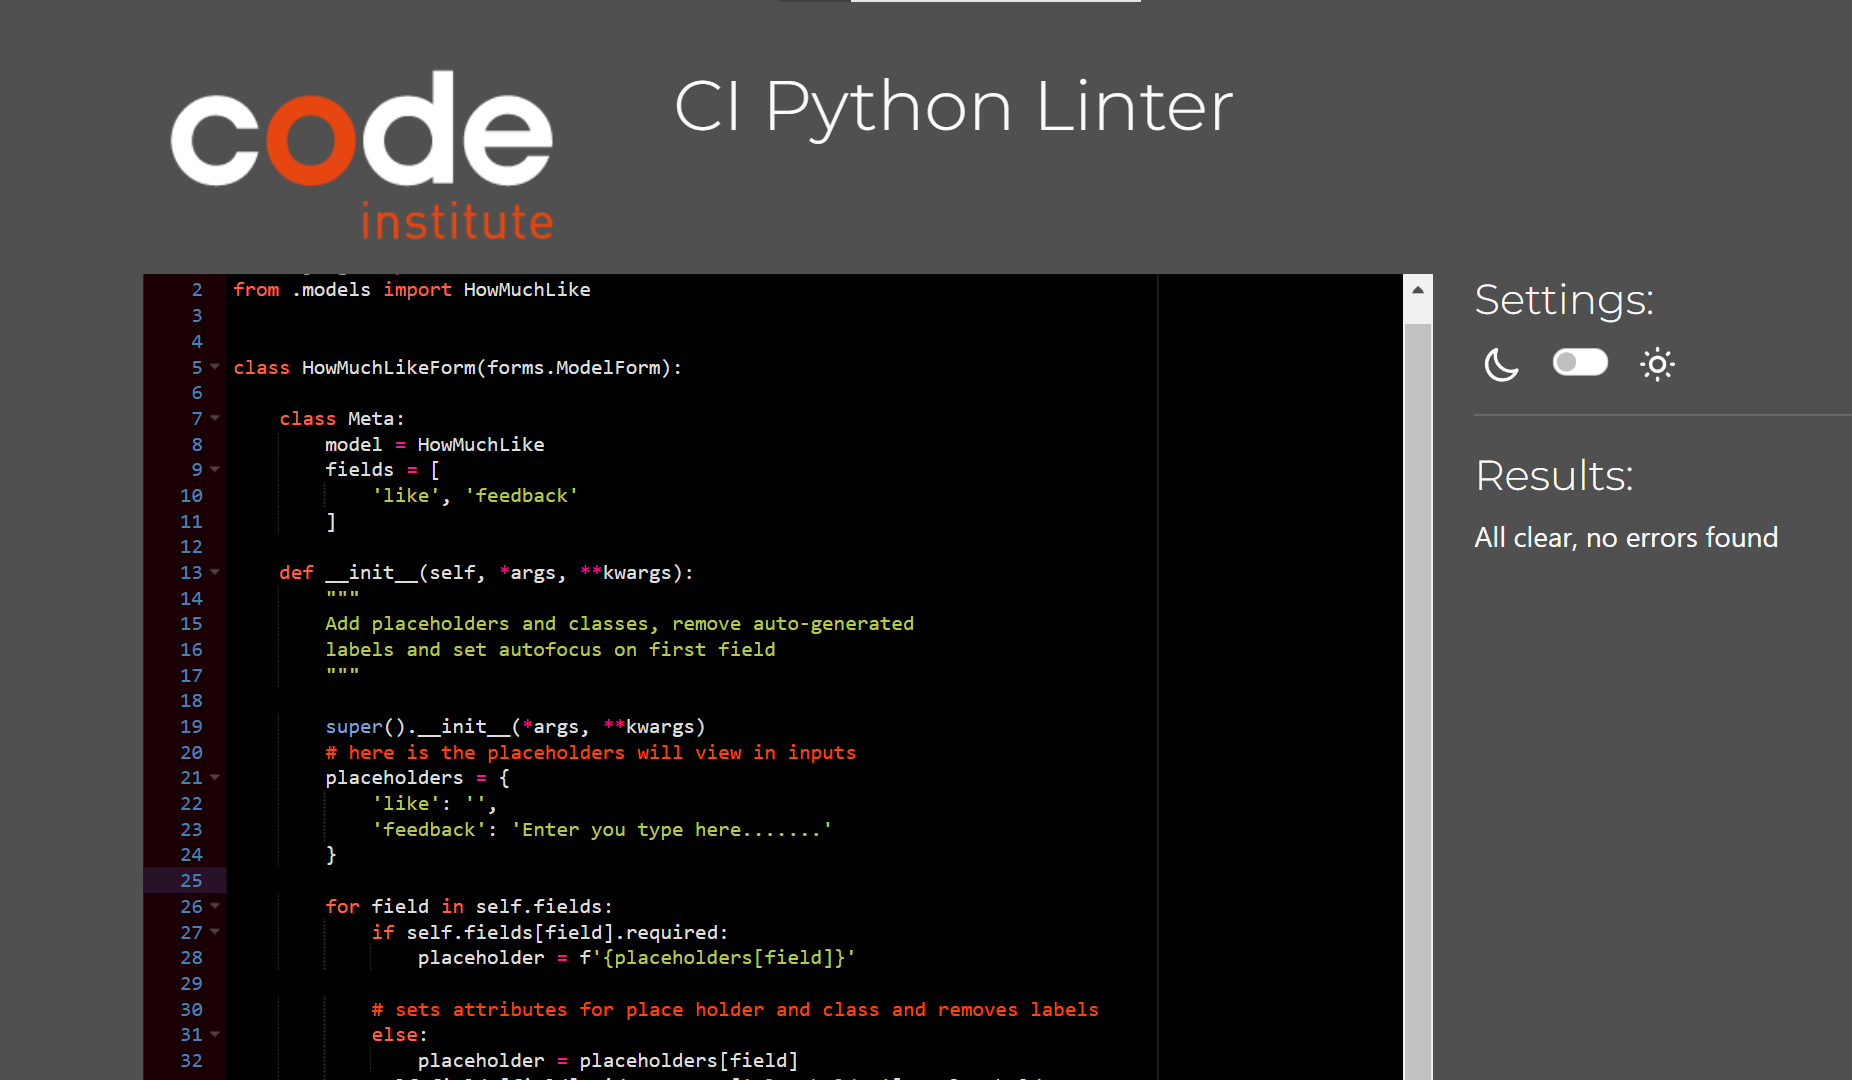 code
institute
CI Python Linter
2 from .models import HowMuchLike
3
4
5 class HowMuchLikeForm(forms.ModelForm):
6
7     class Meta:
8         model = HowMuchLike
9         fields = [
10             'like', 'feedback'
11         ]
12
13     def __init__(self, *args, **kwargs):
14         """
15         Add placeholders and classes, remove auto-generated
16         labels and set autofocus on first field
17         """
18
19         super().__init__(*args, **kwargs)
20         # here is the placeholders will view in inputs
21         placeholders = {
22             'like': '',
23             'feedback': 'Enter you type here.......'
24         }
25
26         for field in self.fields:
27             if self.fields[field].required:
28                 placeholder = f'{placeholders[field]}'
29
30             # sets attributes for place holder and class and removes labels
31             else:
32                 placeholder = placeholders[field]
Settings:
Results:
All clear, no errors found